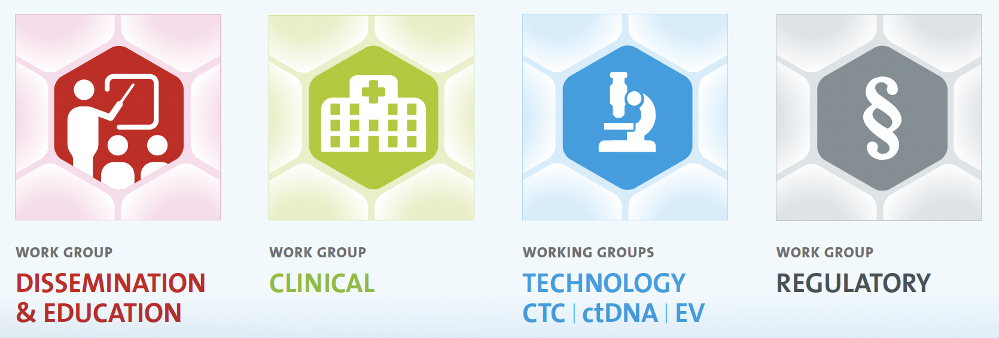 WORK GROUP
DISSEMINATION
& EDUCATION
WORK GROUP
CLINICAL
WORKING GROUPS
TECHNOLOGY
CTC | ctDNA | EV
§
WORK GROUP
REGULATORY